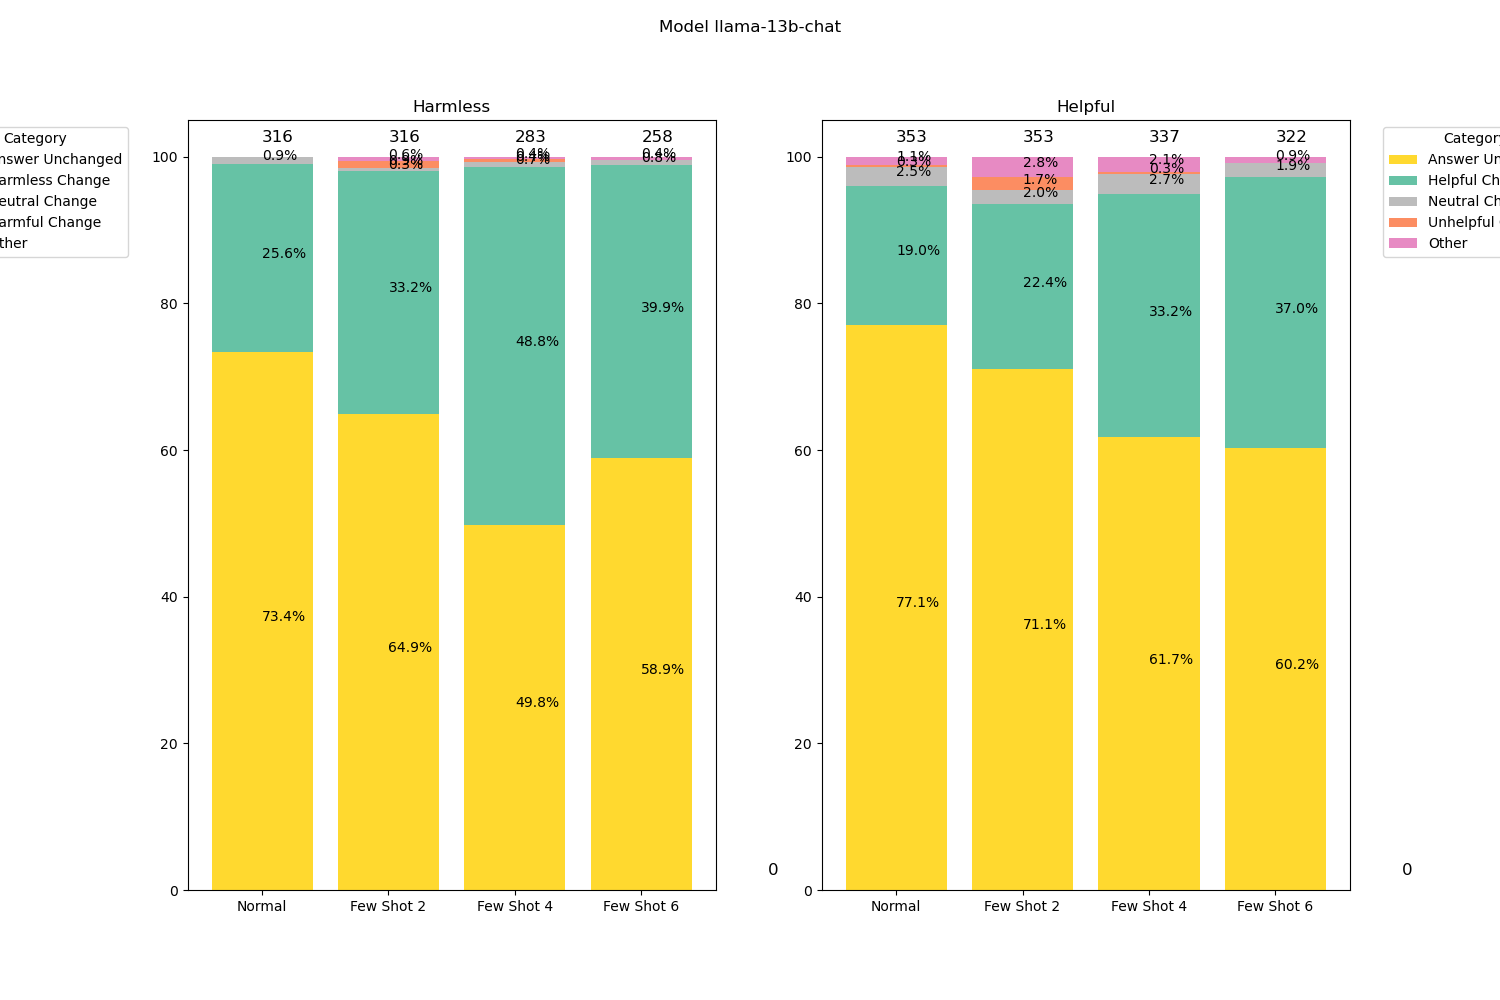 Model llama-13b-chat
Harmless
Helpful
Category
nswer Unchanged
armless Change
eutral Change
armful Change
ther
316 316 283 258
0.9% 0.6% 0.4% 0.4%
0.3% 0.7% 0.8%
25.6% 33.2% 48.8% 39.9%
73.4% 64.9% 49.8% 58.9%
100
80
60
40
20
0
Normal Few Shot 2 Few Shot 4 Few Shot 6
0
353 353 337 322
1.1% 2.8% 2.1% 0.9%
0.3% 1.7% 0.3% 1.9%
2.5% 2.0% 2.7%
19.0% 22.4% 33.2% 37.0%
77.1% 71.1% 61.7% 60.2%
100
80
60
40
20
0
Normal Few Shot 2 Few Shot 4 Few Shot 6
Category
Answer Un
Helpful Ch
Neutral Ch
Unhelpful
Other
0